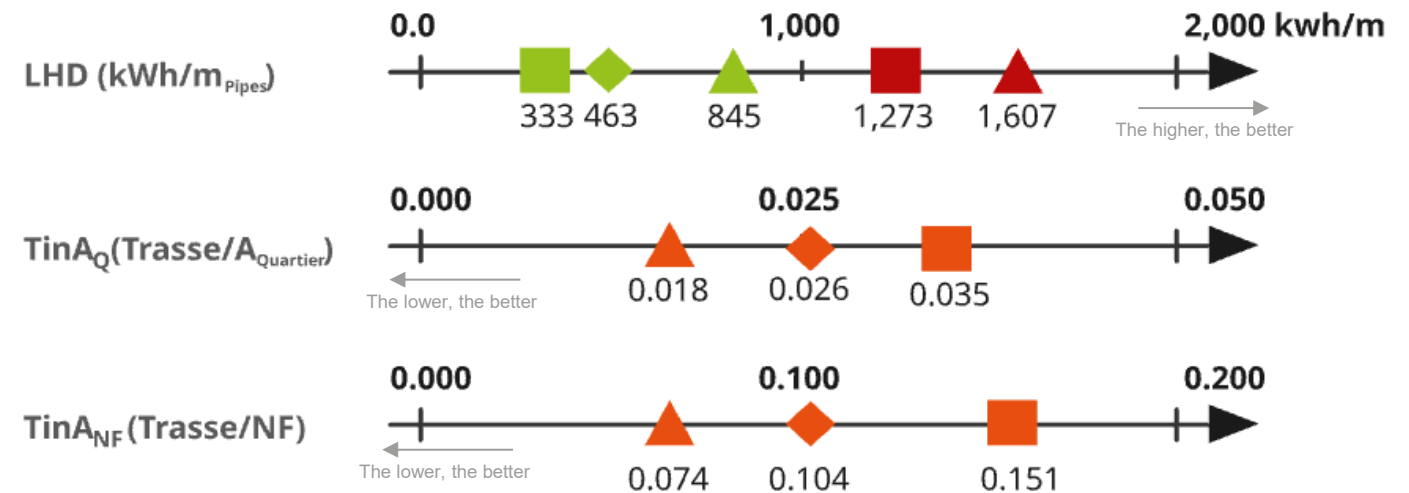 0.0 1,000 2,000 kwh/m
LHD (kWh/mPipes)
333 463 845 1,273 1,607
The higher, the better
0.000 0.025 0.050
TinAQ(Trasse/AQuartier)
0.018 0.026 0.035
The lower, the better
0.000 0.100 0.200
TinANF(Trasse/NF)
The lower, the better
0.074 0.104 0.151